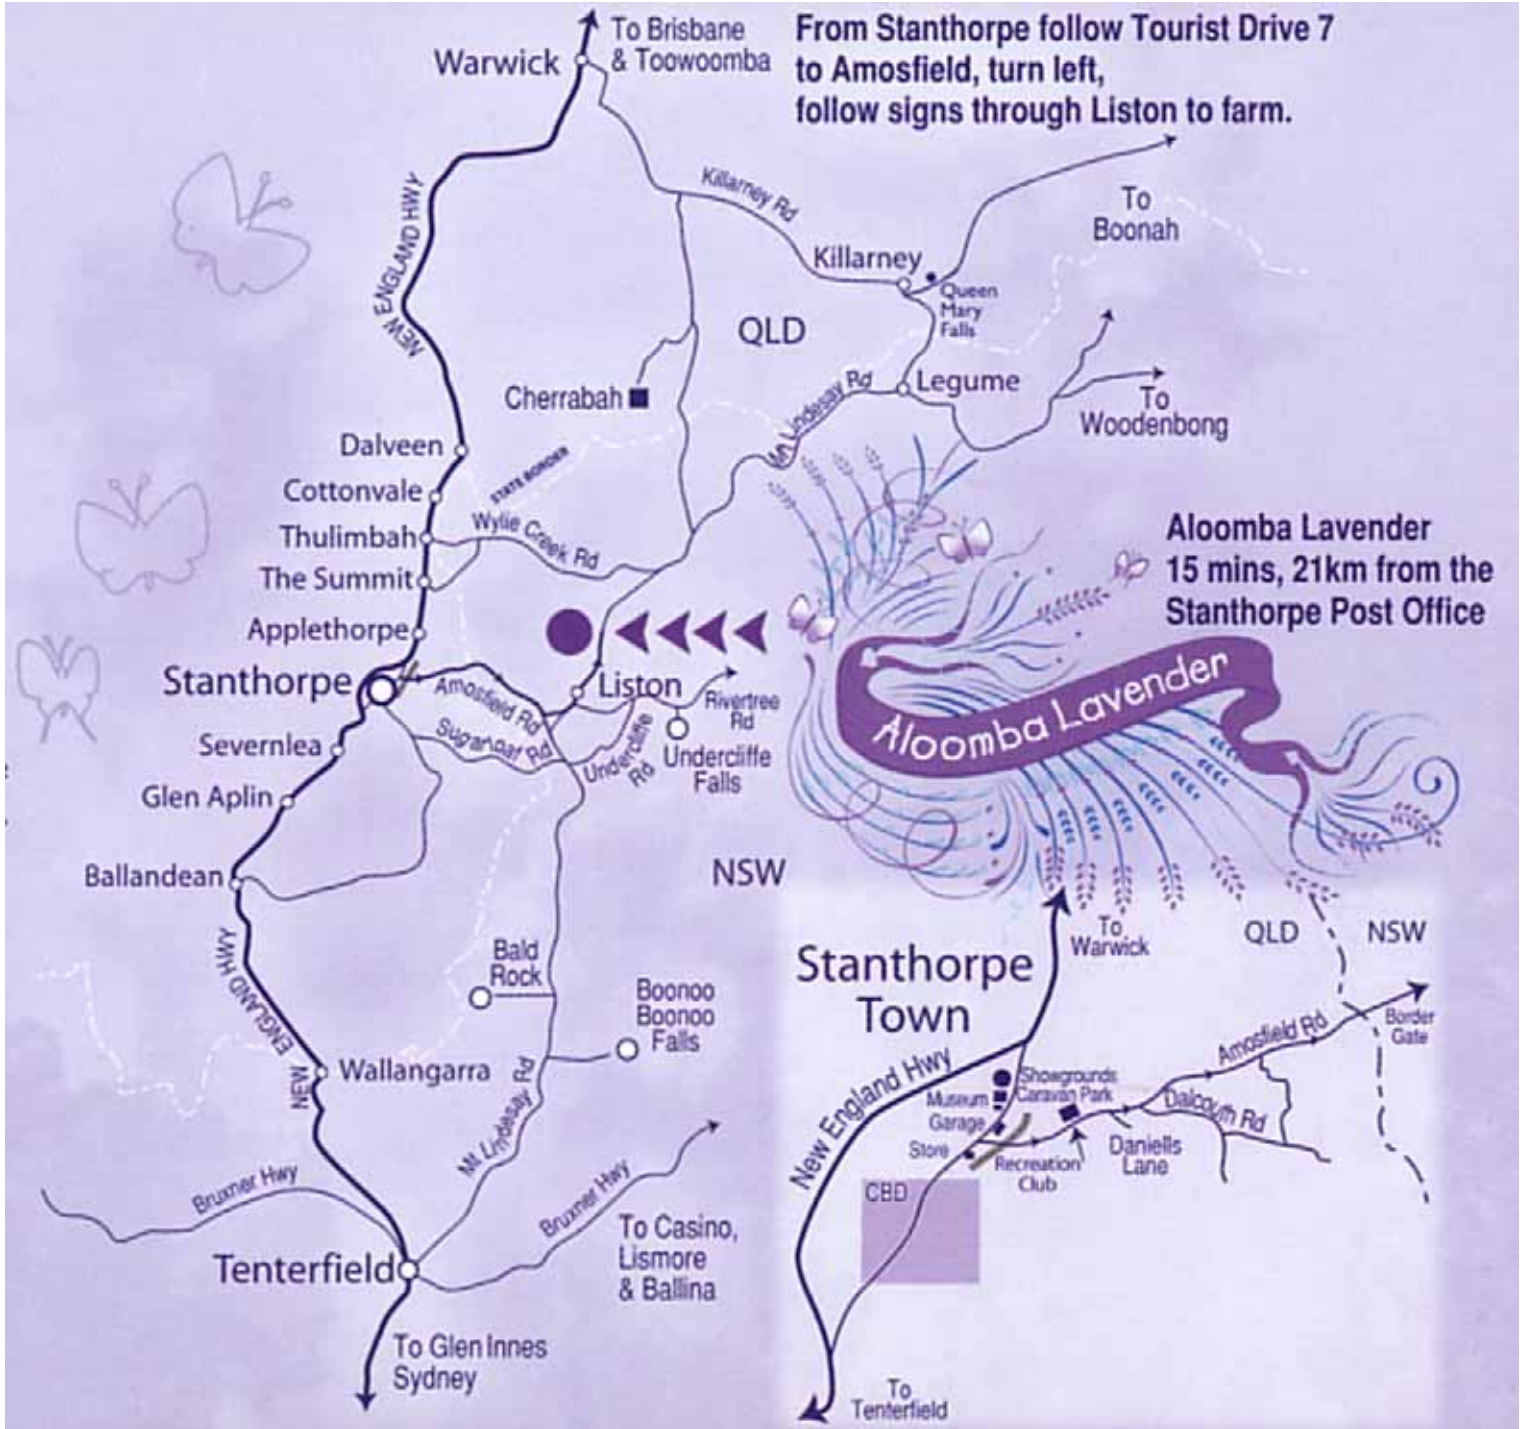 To Brisbane
& Toowoomba
Warwick
From Stanthorpe follow Tourist Drive 7
to Amosfield, turn left,
follow signs through Liston to farm.
Killarney Rd
To
Boonah
NEW ENGLAND HWY
Killarney
Queen
Mary
Falls
QLD
Cherrabah
Mt Lindesay Rd
Legume
To
Woodenbong
Dalveen
STATE BORDER
Cottonvale
Thulimbah
Wylie Creek Rd
The Summit
Applethorpe
Aloomba Lavender
15 mins, 21km from the
Stanthorpe Post Office
Stanthorpe
Amosfield Rd
Liston
Rivertree
Rd
Sugarloaf Rd
Undercliffe
Rd
Undercliffe
Falls
Aloomba Lavender
Severnlea
Glen Aplin
Ballandean
NSW
NEW ENGLAND HWY
Bald
Rock
Boonoo
Boonoo
Falls
Wallangarra
Mt Lindesay Rd
Bruxner Hwy
Bruxner Hwy
Tenterfield
To Casino,
Lismore
& Ballina
To Glen Innes
Sydney
To
Warwick
QLD
NSW
Stanthorpe
Town
New England Hwy
Showgrounds
Caravan Park
Museum
Garage
Store
Recreation
Club
Daniells
Lane
Dalcouth Rd
Amosfield Rd
Border
Gate
CBD
To
Tenterfield